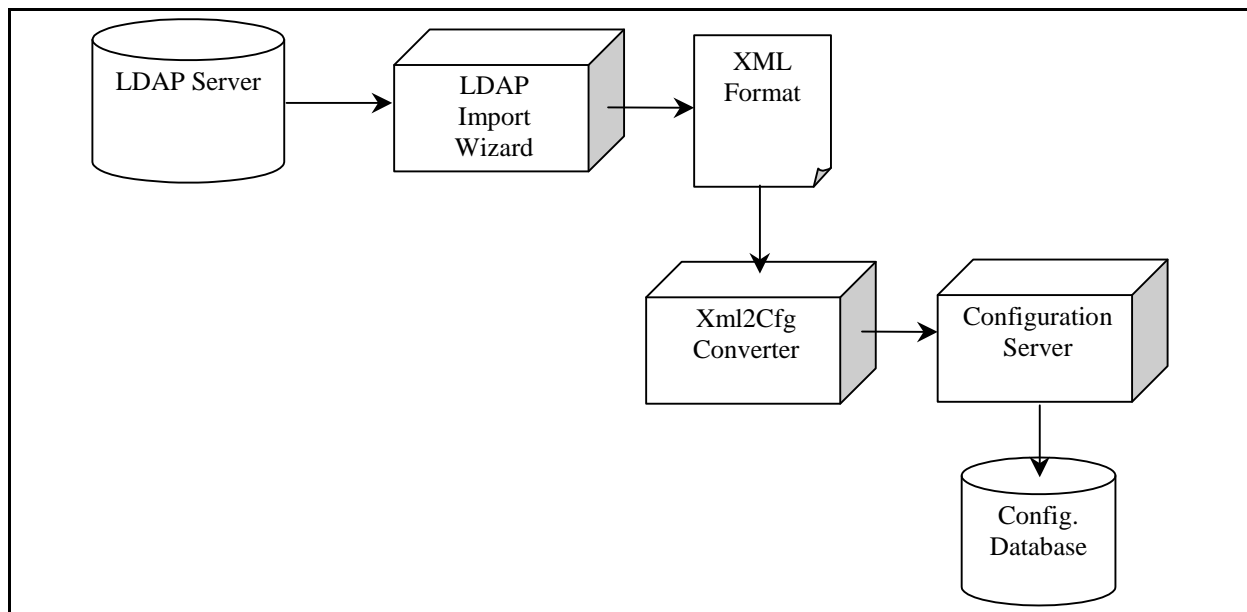 LDAP Server
LDAP
Import
Wizard
XML
Format
Xml2Cfg
Converter
Configuration
Server
Config.
Database